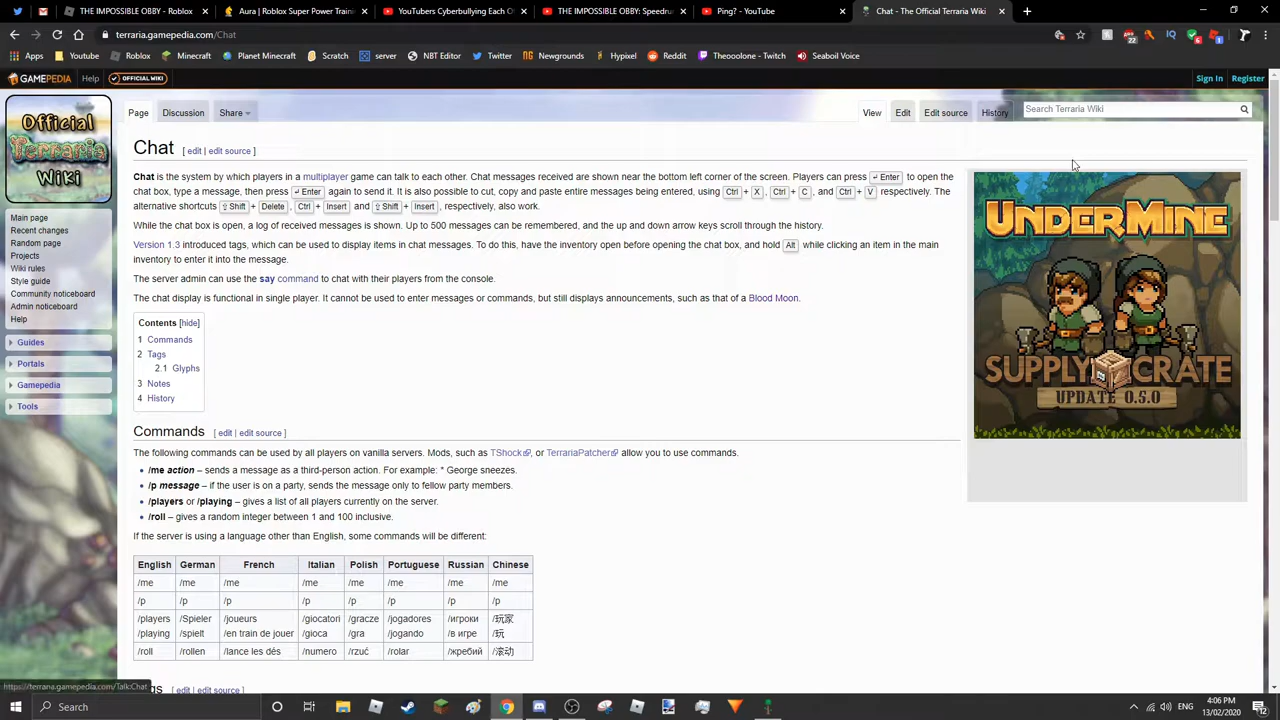 THE IMPOSSIBLE OBBY - Roblox
Aura | Roblox Super Power Train
YouTubers Cyberbullying Each O
THE IMPOSSIBLE OBBY: Speedru
Ping! - YouTube
Chat - The Official Terraria Wiki
terraria.gamepedia.com/Chat
Apps Youtube Roblox Minecraft Planet Minecraft Scratch server NBT Editor Twitter Newgrounds Hypixel Reddit Theooolone - Twitch Seaboil Voice
GAMEPEDIA Help OFFICIAL WIKI Sign In Register
Official Terraria Wiki
Page Discussion Share View Edit Edit source History Search Terraria Wiki
Main page
Recent changes
Random page
Projects
Wiki rules
Style guide
Community noticeboard
Admin noticeboard
Help
Guides
Portals
Gamepedia
Tools
Chat [ edit | edit source ]
Chat is the system by which players in a multiplayer game can talk to each other. Chat messages received are shown near the bottom left corner of the screen. Players can press ↵ Enter to open the
chat box, type a message, then press ↵ Enter again to send it. It is also possible to cut, copy and paste entire messages being entered, using Ctrl + X , Ctrl + C , and Ctrl + V respectively. The
alternative shortcuts ⇧ Shift + Delete , Ctrl + Insert and ⇧ Shift + Insert , respectively, also work.
While the chat box is open, a log of received messages is shown. Up to 500 messages can be remembered, and the up and down arrow keys scroll through the history.
Version 1.3 introduced tags, which can be used to display items in chat messages. To do this, have the inventory open before opening the chat box, and hold Alt while clicking an item in the main
inventory to enter it into the message.
The server admin can use the say command to chat with their players from the console.
The chat display is functional in single player. It cannot be used to enter messages or commands, but still displays announcements, such as that of a Blood Moon.
Contents [hide]
1 Commands
2 Tags
2.1 Glyphs
3 Notes
4 History
UNDERMINE
SUPPLY CRATE
UPDATE 0.5.0
Commands [ edit | edit source ]
The following commands can be used by all players on vanilla servers. Mods, such as TShock, or TerrariaPatcher allow you to use commands.
• /me action – sends a message as a third-person action. For example: * George sneezes.
• /p message – if the user is on a party, sends the message only to fellow party members.
• /players or /playing – gives a list of all players currently on the server.
• /roll – gives a random integer between 1 and 100 inclusive.
If the server is using a language other than English, some commands will be different:
English German French Italian Polish Portuguese Russian Chinese
/me /me /me /me /me /me /me /me
/p /p /p /p /p /p /p /p
/players /Spieler /joueurs /giocatori /gracze /jogadores /игроки /玩家
/playing /spielt /en train de jouer /gioca /gra /jogando /в игре /玩
/roll /rollen /lance les dés /numero /rzuć /rolar /жребий /滚动
https://terraria.gamepedia.com/Talk:Chat
[ edit | edit source ]
Search
ENG
4:06 PM
13/02/2020
12